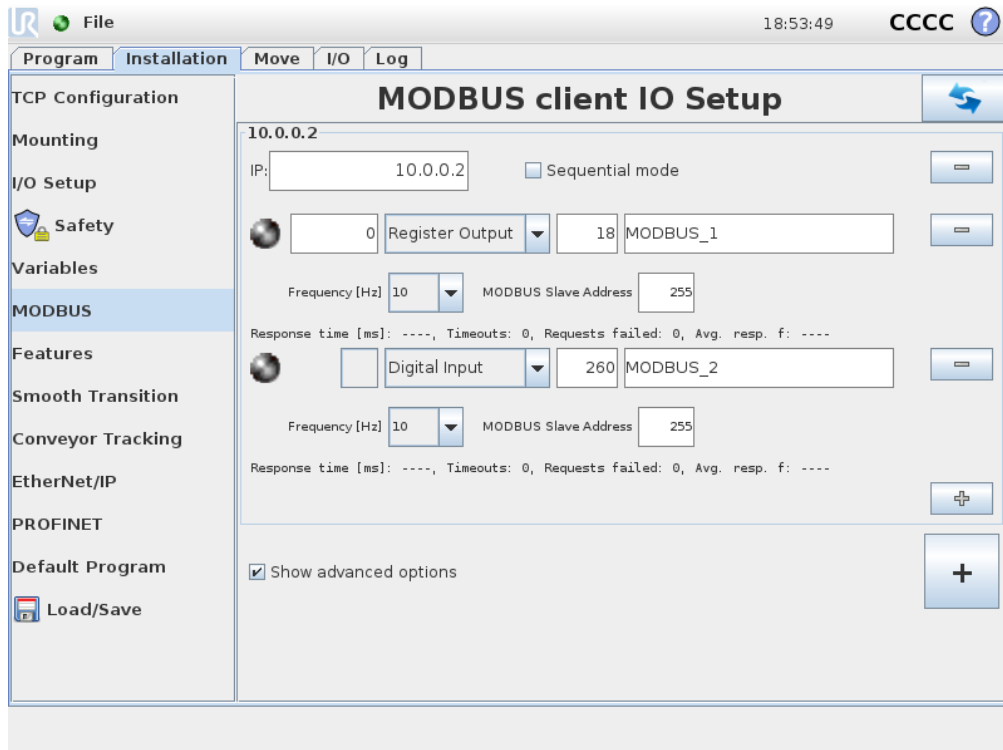 UR File 18:53:49 CCCC ?
Program Installation Move I/O Log
TCP Configuration
Mounting
I/O Setup
Safety
Variables
MODBUS
Features
Smooth Transition
Conveyor Tracking
EtherNet/IP
PROFINET
Default Program
Load/Save
MODBUS client IO Setup
10.0.0.2
IP: 10.0.0.2 Sequential mode
0 Register Output 18 MODBUS_1
Frequency [Hz] 10 MODBUS Slave Address 255
Response time [ms]: ----, Timeouts: 0, Requests failed: 0, Avg. resp. f: ----
Digital Input 260 MODBUS_2
Frequency [Hz] 10 MODBUS Slave Address 255
Response time [ms]: ----, Timeouts: 0, Requests failed: 0, Avg. resp. f: ----
Show advanced options